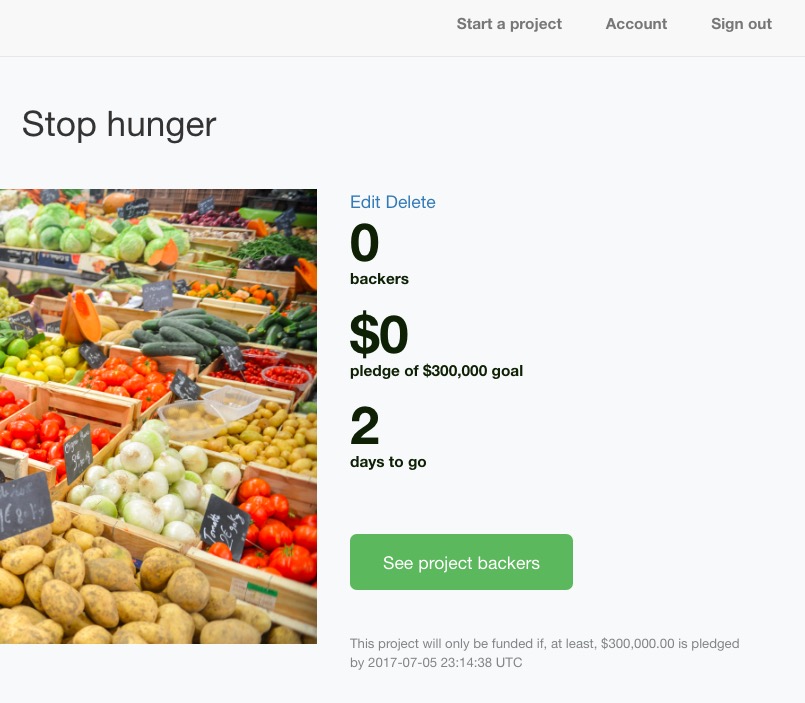 Start a project Account Sign out
Stop hunger
Edit Delete
0
backers
$0
pledge of $300,000 goal
2
days to go
See project backers
This project will only be funded if, at least, $300,000.00 is pledged
by 2017-07-05 23:14:38 UTC